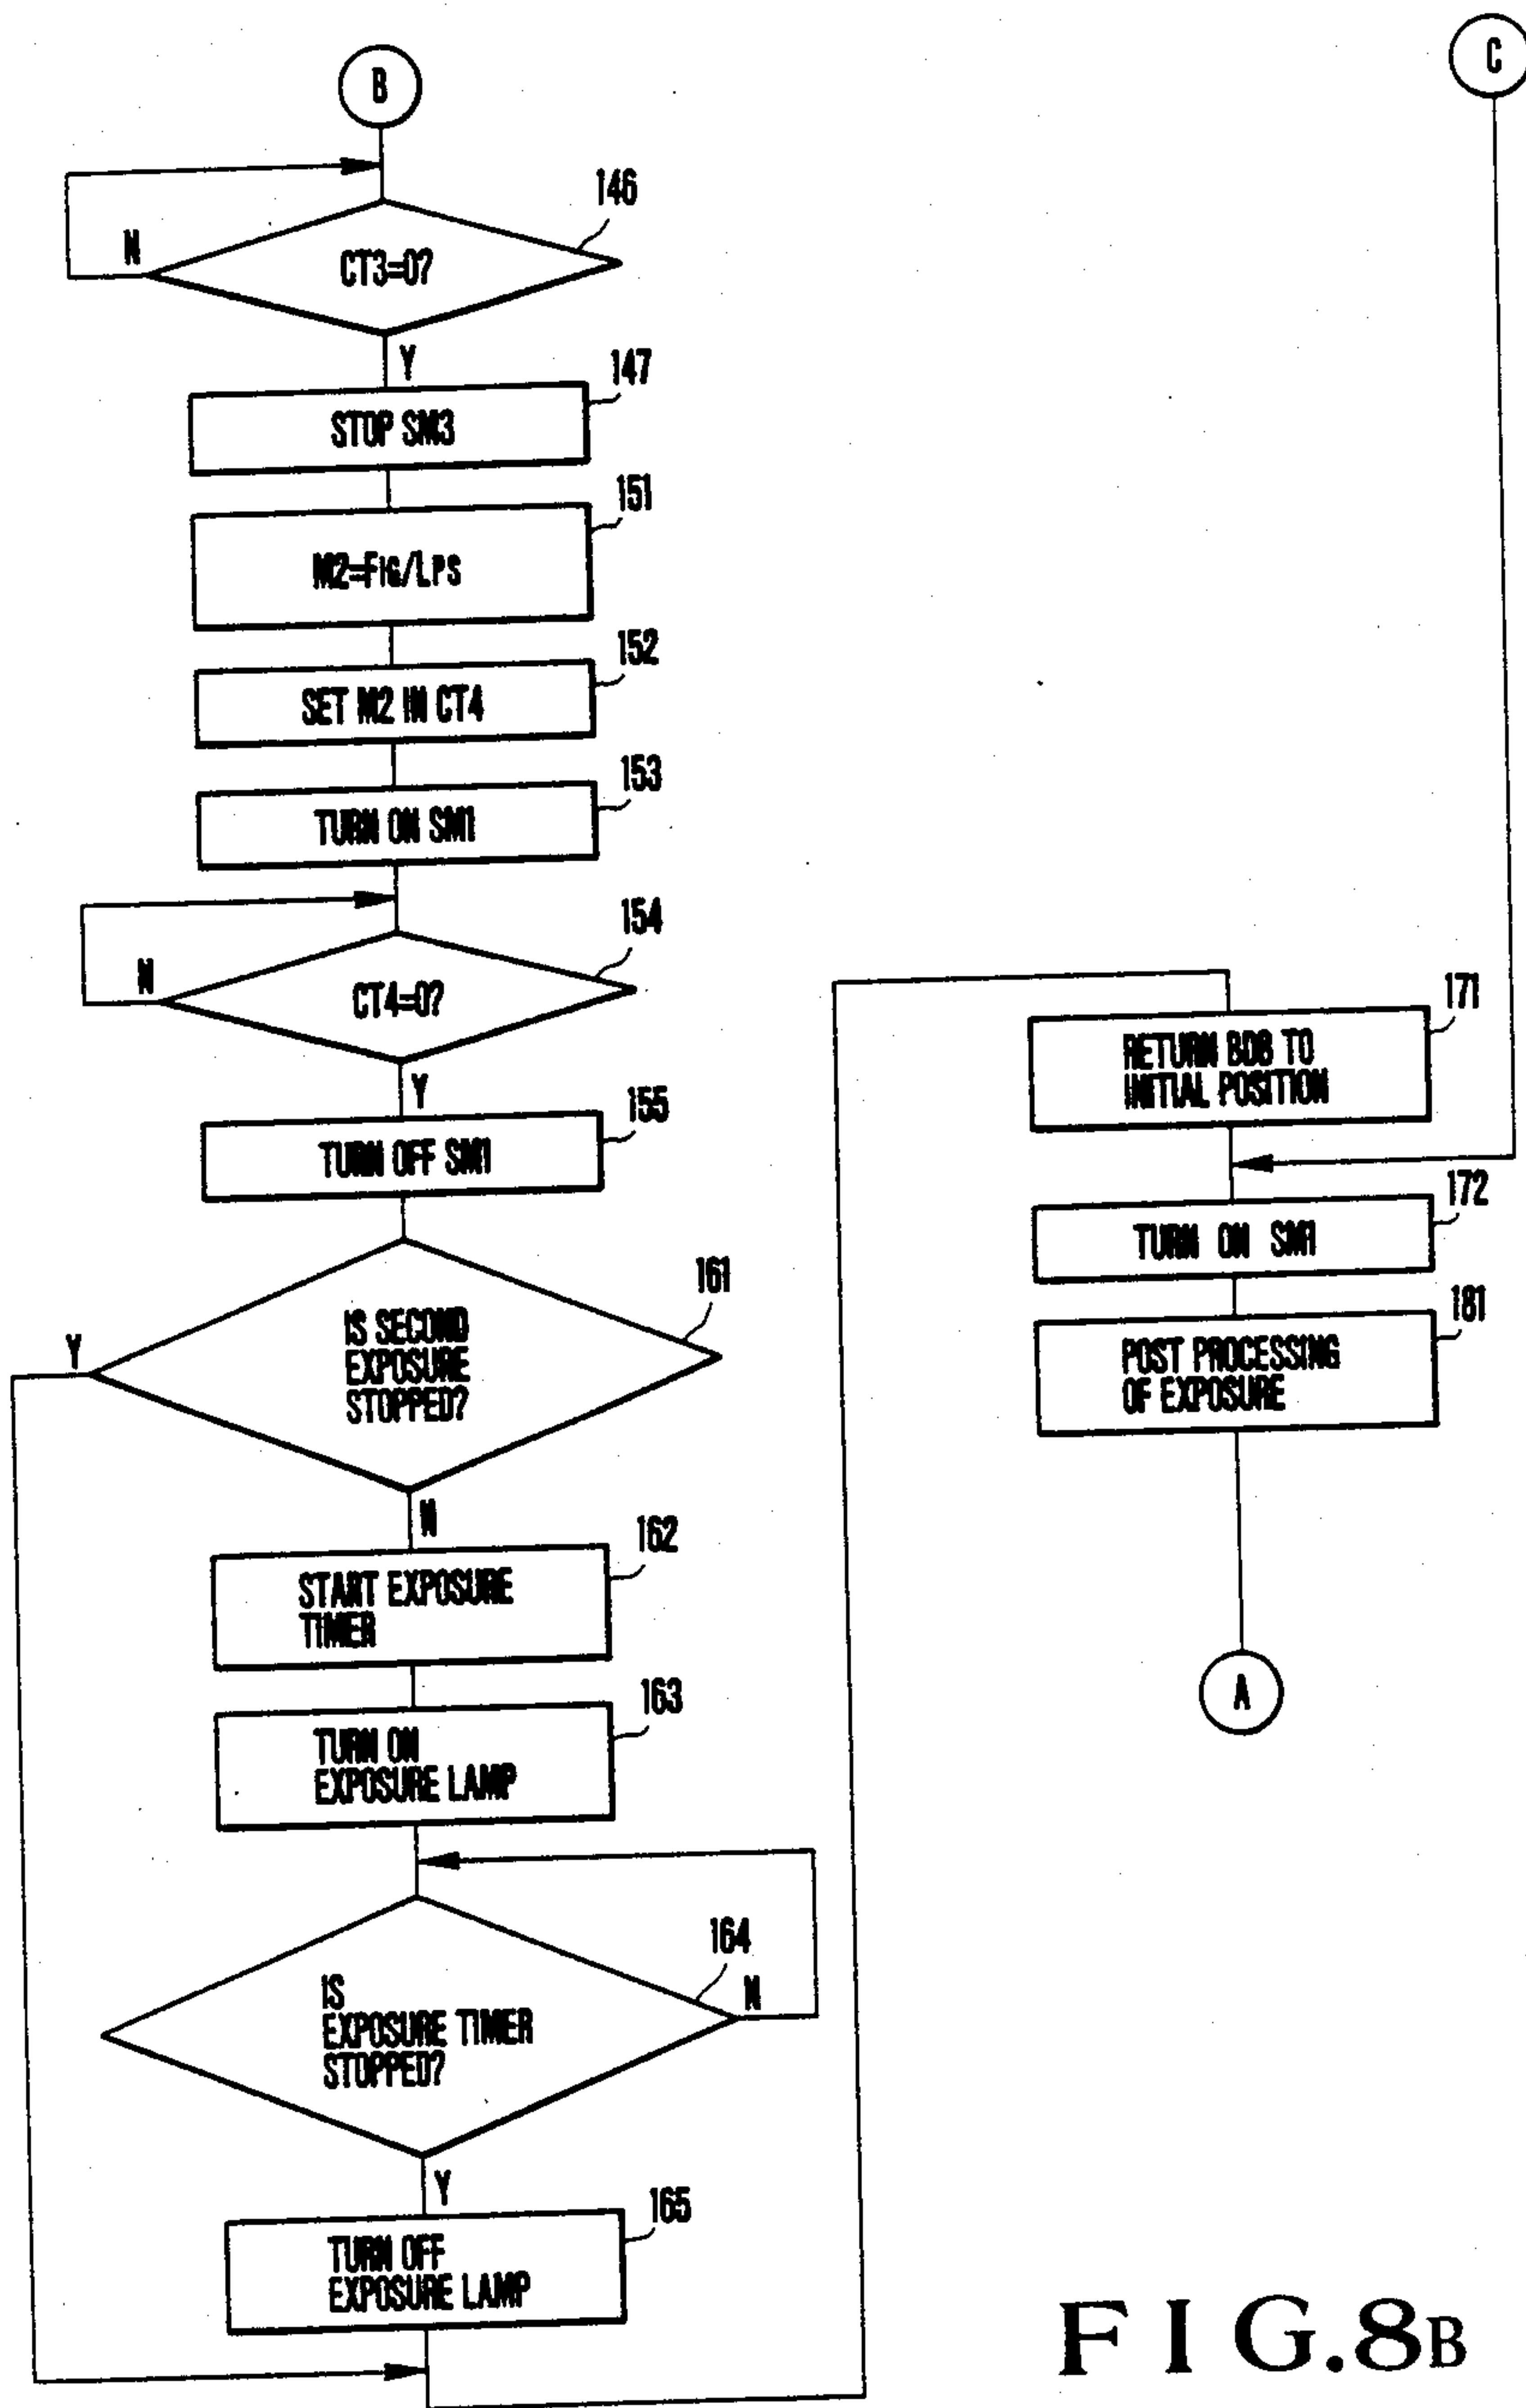 B
146
N
CT3=0?
Y
147
STOP SM3
151
M2=FIG/LPS
152
SET M2 IN CT4
153
TURN ON SM1
154
N
CT4=0?
Y
155
TURN OFF SM1
161
Y
IS SECOND
EXPOSURE
STOPPED?
N
162
START EXPOSURE
TIMER
163
TURN ON
EXPOSURE LAMP
164
N
IS
EXPOSURE TIMER
STOPPED?
Y
165
TURN OFF
EXPOSURE LAMP
C
171
RETURN BDB TO
INITIAL POSITION
172
TURN ON SM1
181
POST PROCESSING
OF EXPOSURE
A
FIG.8B